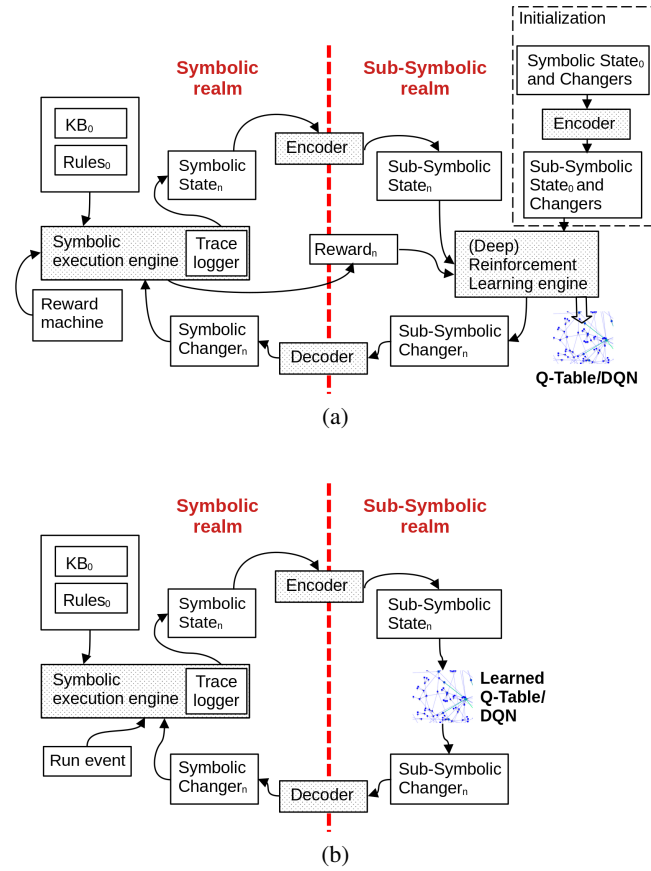 Initialization
Symbolic State₀
and Changers
Encoder
Sub-Symbolic
State₀ and
Changers
Symbolic
realm
Sub-Symbolic
realm
KB₀
Rules₀
Symbolic
Stateₙ
Encoder
Sub-Symbolic
Stateₙ
Symbolic
execution engine
Trace
logger
Rewardₙ
(Deep)
Reinforcement
Learning engine
Reward
machine
Symbolic
Changerₙ
Decoder
Sub-Symbolic
Changerₙ
Q-Table/DQN
(a)
Symbolic
realm
Sub-Symbolic
realm
KB₀
Rules₀
Symbolic
Stateₙ
Encoder
Sub-Symbolic
Stateₙ
Symbolic
execution engine
Trace
logger
Learned
Q-Table/
DQN
Run event
Symbolic
Changerₙ
Decoder
Sub-Symbolic
Changerₙ
(b)